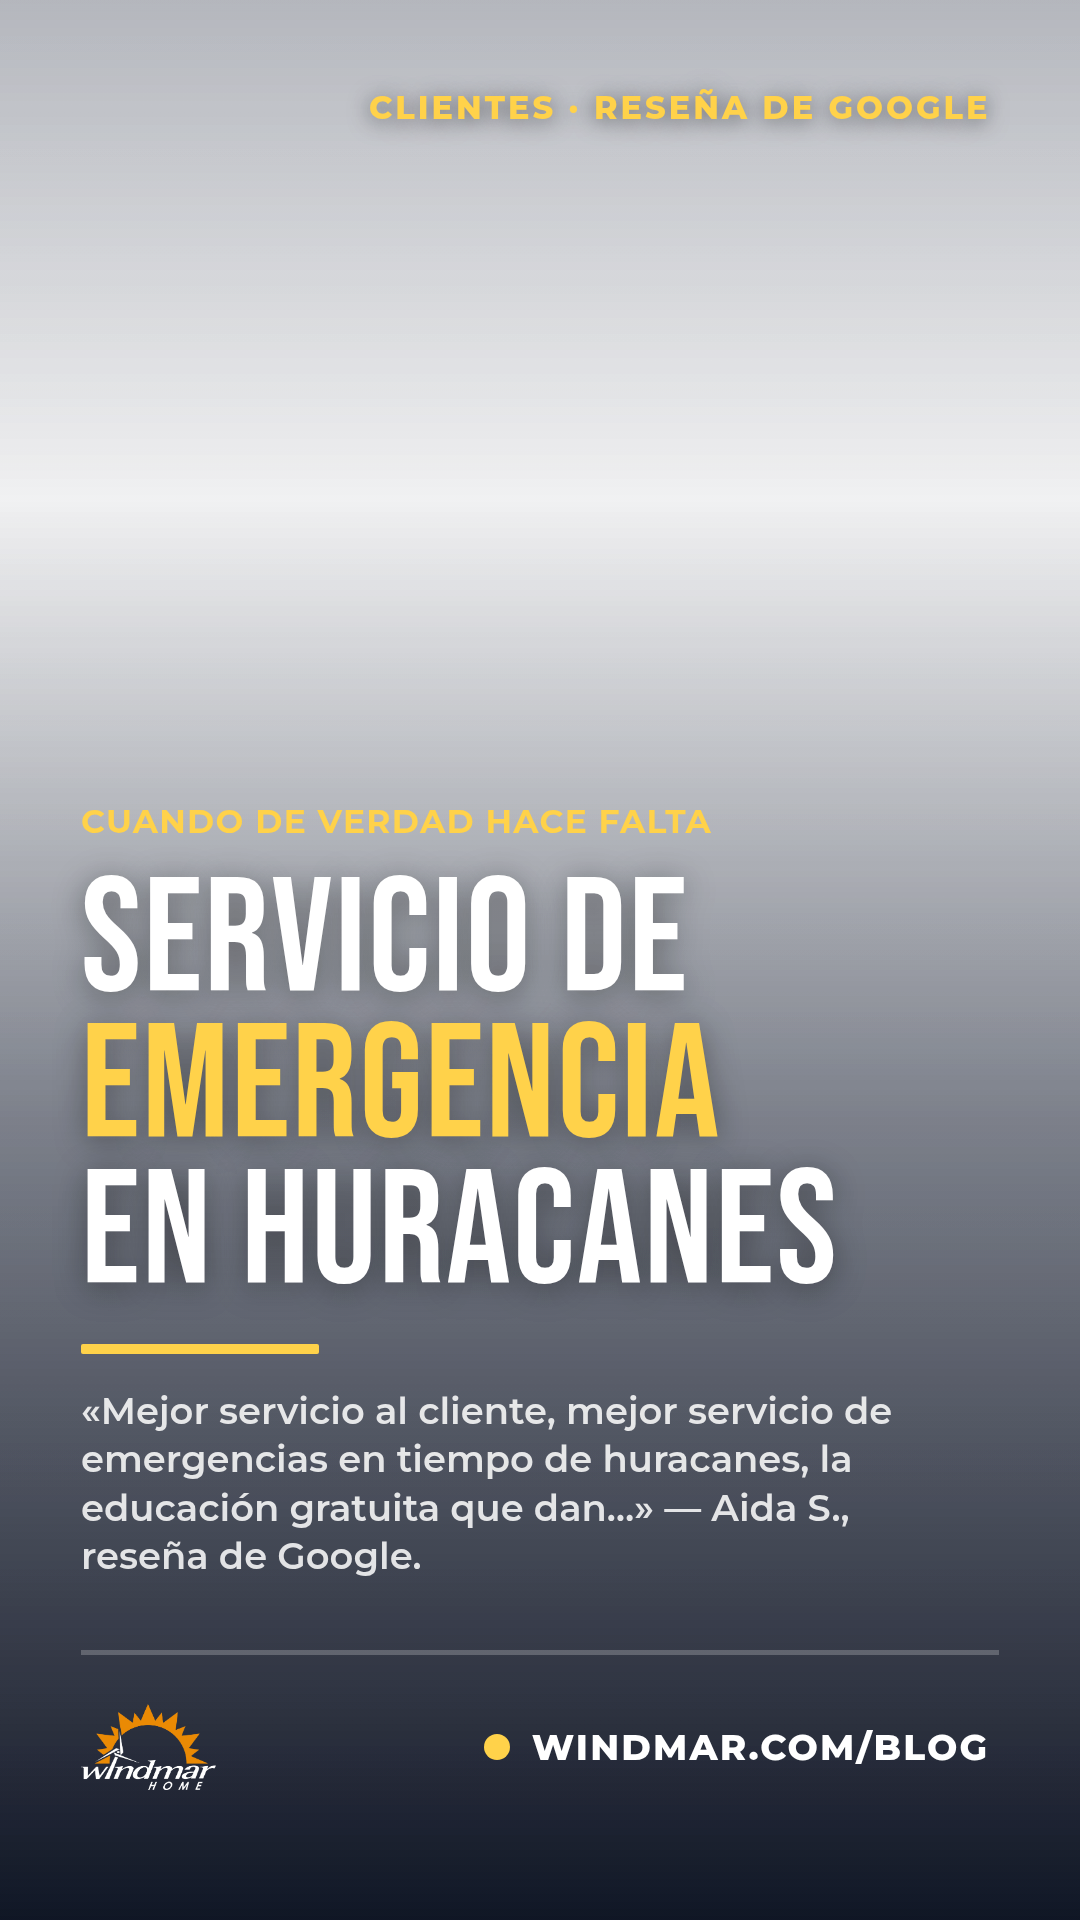 CLIENTES · RESEÑA DE GOOGLE
CUANDO DE VERDAD HACE FALTA
SERVICIO DE
EMERGENCIA
EN HURACANES
«Mejor servicio al cliente, mejor servicio de
emergencias en tiempo de huracanes, la
educación gratuita que dan...» — Aida S.,
reseña de Google.
windmar
HOME
WINDMAR.COM/BLOG